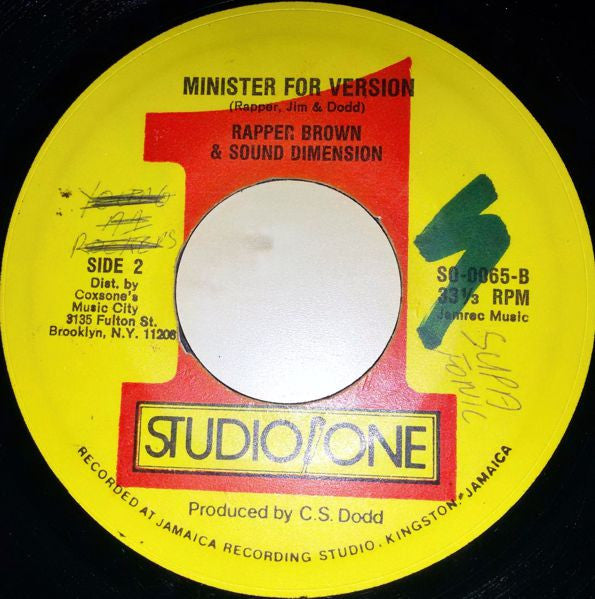 MINISTER FOR VERSION
(Rapper, Jim & Dodd)
RAPPER BROWN
& SOUND DIMENSION
SIDE 2
Dist. by
Coxsone's
Music City
3135 Fulton St.
Brooklyn, N.Y. 11208
SO-0065-B
33⅓ RPM
Jamrec Music
SUPA
STUDIO ONE
Produced by C.S. Dodd
RECORDED AT JAMAICA RECORDING STUDIO. KINGSTON-JAMAICA